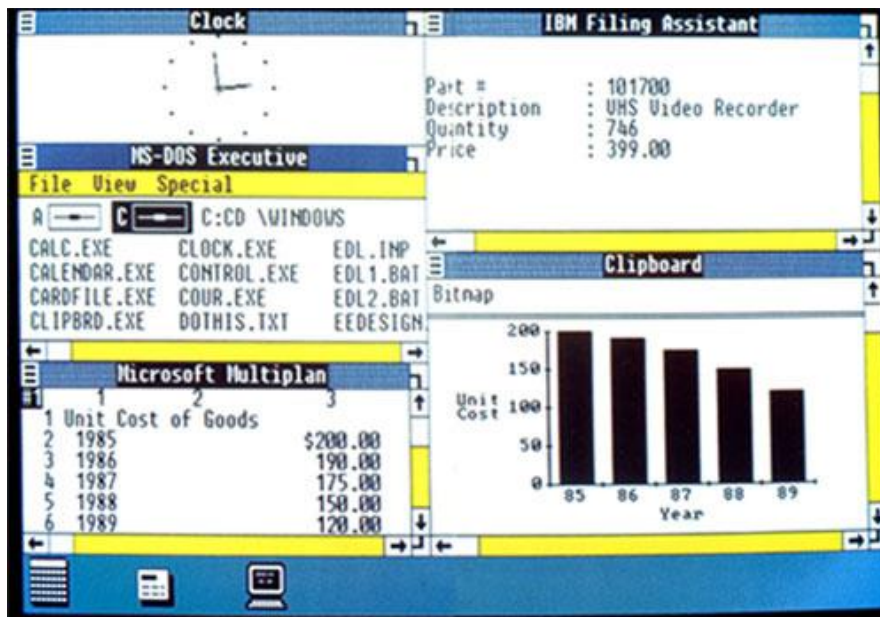 Clock
MS-DOS Executive
File View Special
A C C:CD \WINDOWS
CALC.EXE CLOCK.EXE EDL.INP
CALENDAR.EXE CONTROL.EXE EDL1.BAT
CARDFILE.EXE COUR.EXE EDL2.BAT
CLIPBRD.EXE DOTHIS.TXT EEDESIGN.
Microsoft Multiplan
1 1 2 3
1 Unit Cost of Goods
2 1985 $200.00
3 1986 190.00
4 1987 175.00
5 1988 150.00
6 1989 120.00
IBM Filing Assistant
Part # : 101700
Description : VHS Video Recorder
Quantity : 746
Price : 399.00
Clipboard
Bitmap
200
150
100
50
0
Unit
Cost
85 86 87 88 89
Year